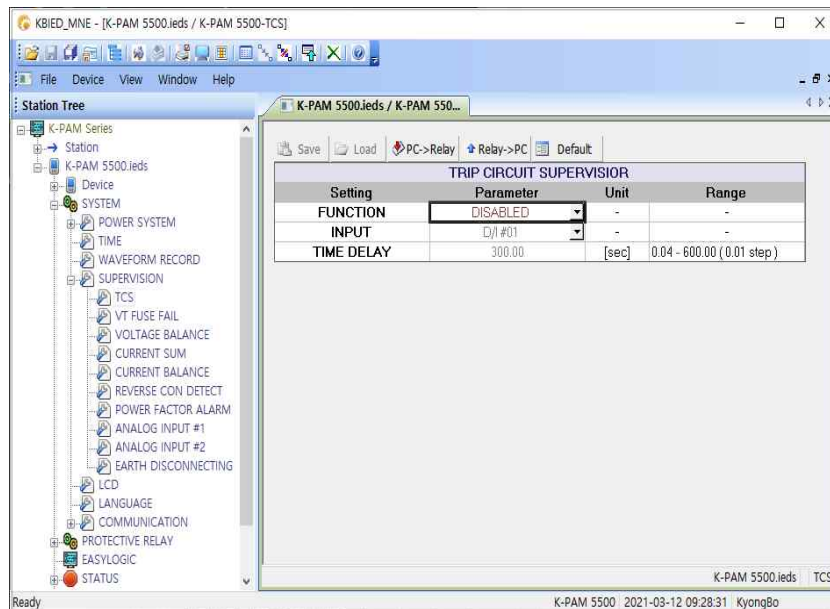 KBIED_MNE - [K-PAM 5500.ieds / K-PAM 5500-TCS]
File Device View Window Help
Station Tree
K-PAM Series
Station
K-PAM 5500.ieds
Device
SYSTEM
POWER SYSTEM
TIME
WAVEFORM RECORD
SUPERVISION
TCS
VT FUSE FAIL
VOLTAGE BALANCE
CURRENT SUM
CURRENT BALANCE
REVERSE CON DETECT
POWER FACTOR ALARM
ANALOG INPUT #1
ANALOG INPUT #2
EARTH DISCONNECTING
LCD
LANGUAGE
COMMUNICATION
PROTECTIVE RELAY
EASYLOGIC
STATUS
K-PAM 5500.ieds / K-PAM 550...
Save Load PC->Relay Relay->PC Default
TRIP CIRCUIT SUPERVISIOR
Setting Parameter Unit Range
FUNCTION DISABLED - -
INPUT D/I #01 - -
TIME DELAY 300.00 [sec] 0.04 - 600.00 ( 0.01 step )
K-PAM 5500.ieds TCS
Ready K-PAM 5500 2021-03-12 09:28:31 KyongBo